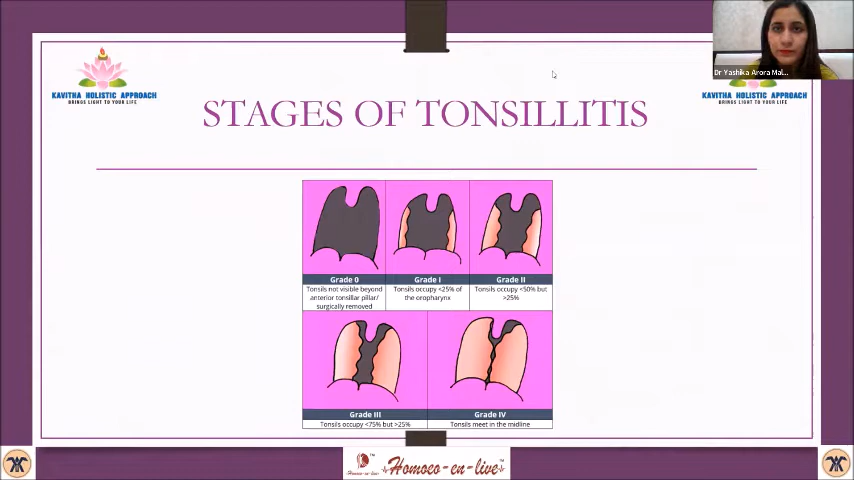 Dr Yashika Arora Mal...
KAVITHA HOLISTIC APPROACH
BRINGS LIGHT TO YOUR LIFE
KAVITHA HOLISTIC APPROACH
BRINGS LIGHT TO YOUR LIFE
STAGES OF TONSILLITIS
Grade 0
Tonsils not visible beyond
anterior tonsillar pillar/
surgically removed
Grade I
Tonsils occupy <25% of
the oropharynx
Grade II
Tonsils occupy <50% but
>25%
Grade III
Tonsils occupy <75% but >25%
Grade IV
Tonsils meet in the midline
Homoeo-en-live™